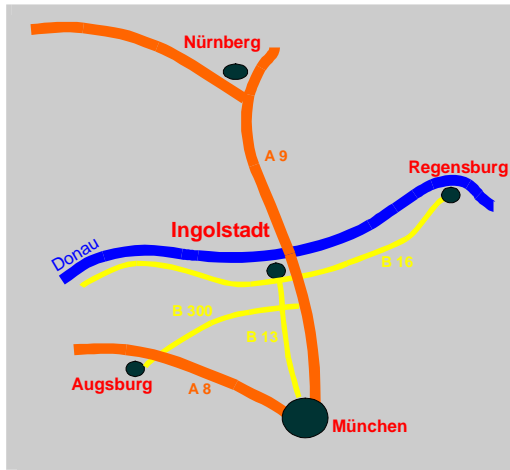 Nürnberg
A 9
Regensburg
Ingolstadt
Donau
B 16
B 300
B 13
Augsburg
A 8
München